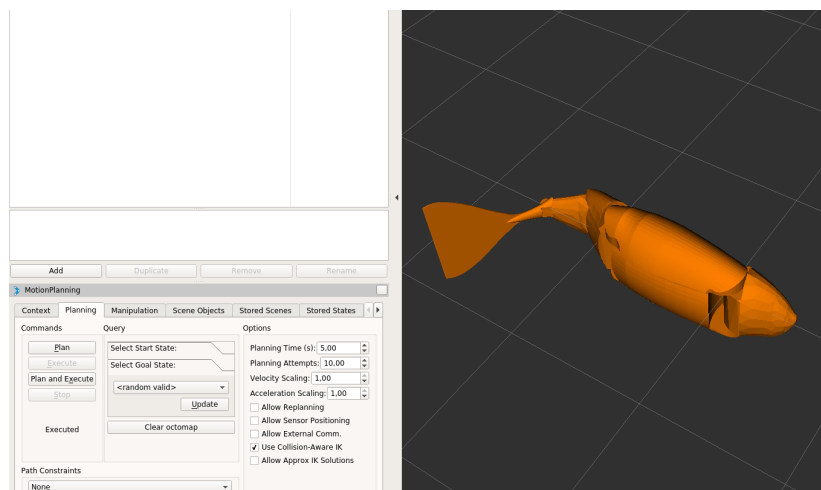 Add Duplicate Remove Rename
MotionPlanning
Context Planning Manipulation Scene Objects Stored Scenes Stored States
Commands Query Options
Plan Select Start State: Planning Time (s): 5,00
Execute Select Goal State: Planning Attempts: 10,00
Plan and Execute <random valid> Velocity Scaling: 1,00
Stop Update Acceleration Scaling: 1,00
Allow Replanning
Allow Sensor Positioning
Executed Clear octomap Allow External Comm.
Use Collision-Aware IK
Allow Approx IK Solutions
Path Constraints
None